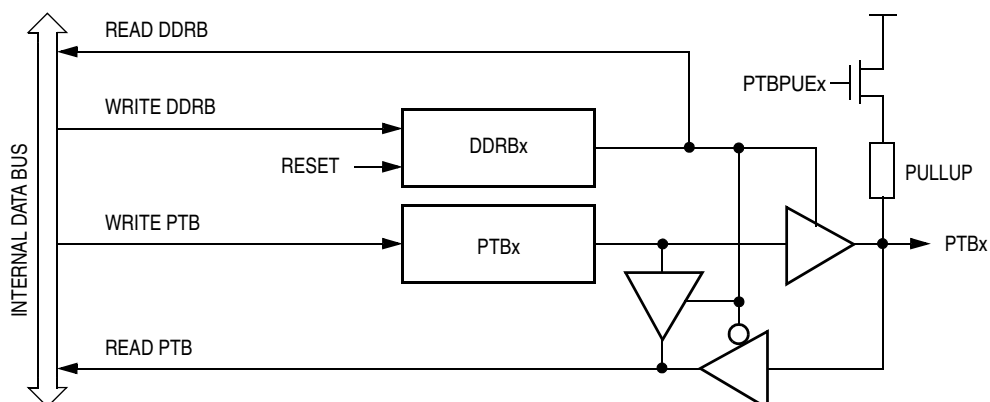 READ DDRB
PTBPUEx
WRITE DDRB
DDRBx
RESET
PULLUP
INTERNAL DATA BUS
WRITE PTB
PTBx
PTBx
READ PTB